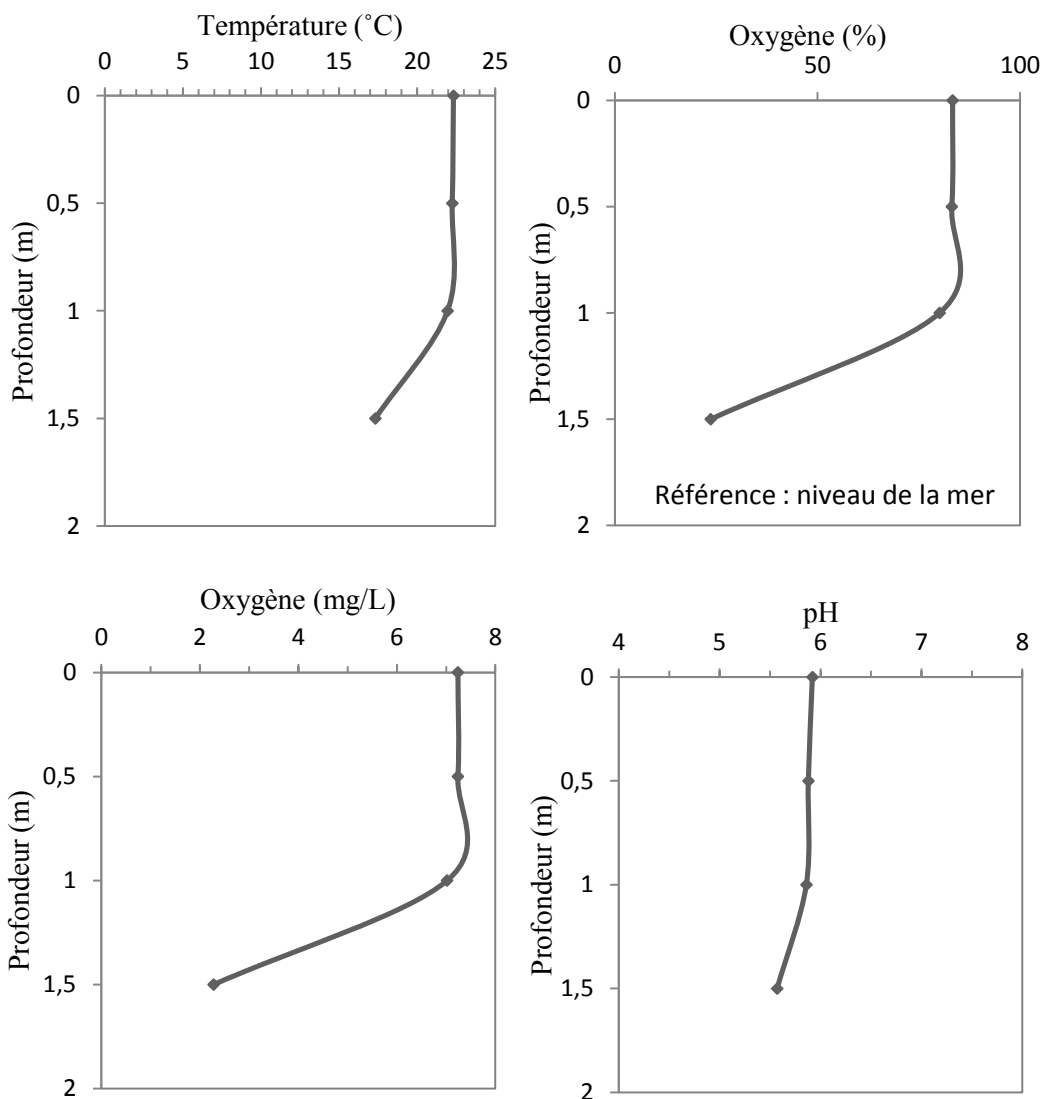 Température (˚C)
0 5 10 15 20 25
0
0,5
1
1,5
2
Profondeur (m)
Oxygène (%)
0 50 100
0
0,5
1
1,5
2
Profondeur (m)
Référence : niveau de la mer
Oxygène (mg/L)
0 2 4 6 8
0
0,5
1
1,5
2
Profondeur (m)
pH
4 5 6 7 8
0
0,5
1
1,5
2
Profondeur (m)